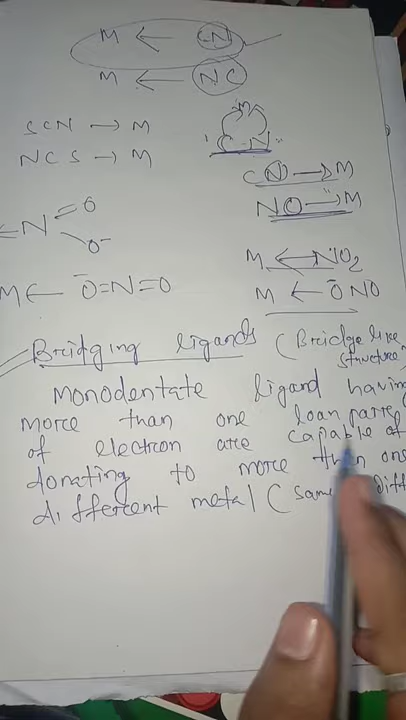 M ← CN
M ← NC
SCN → M
NCS → M
M
C - N
CN → M
NO → M
← N = O
O⁻
M ← NO2
M ← Ō=N=O
M ← Ō NO
Bridging ligands (Bridge like
structure
Monodentate ligand having
more than one loan
of electron are capable of
donating to more than one
different metal (same